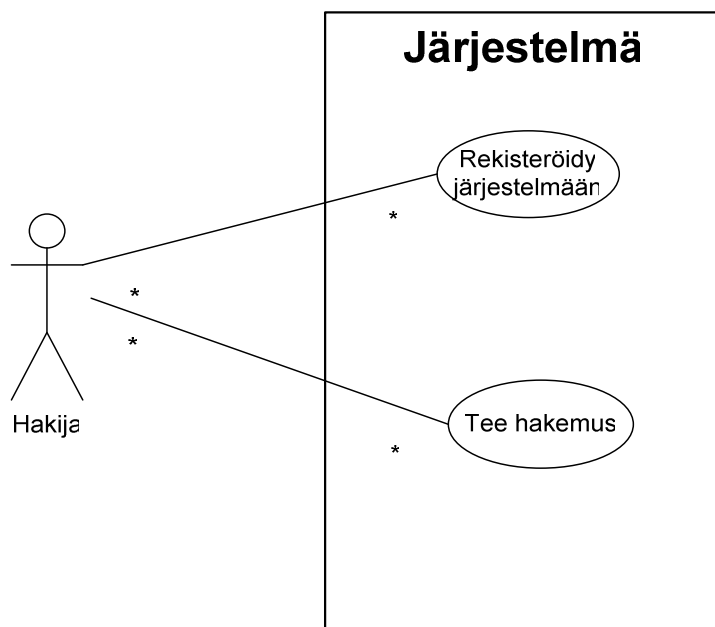 Järjestelmä
Rekisteröidy
järjestelmään
*
*
*
Hakija
Tee hakemus
*